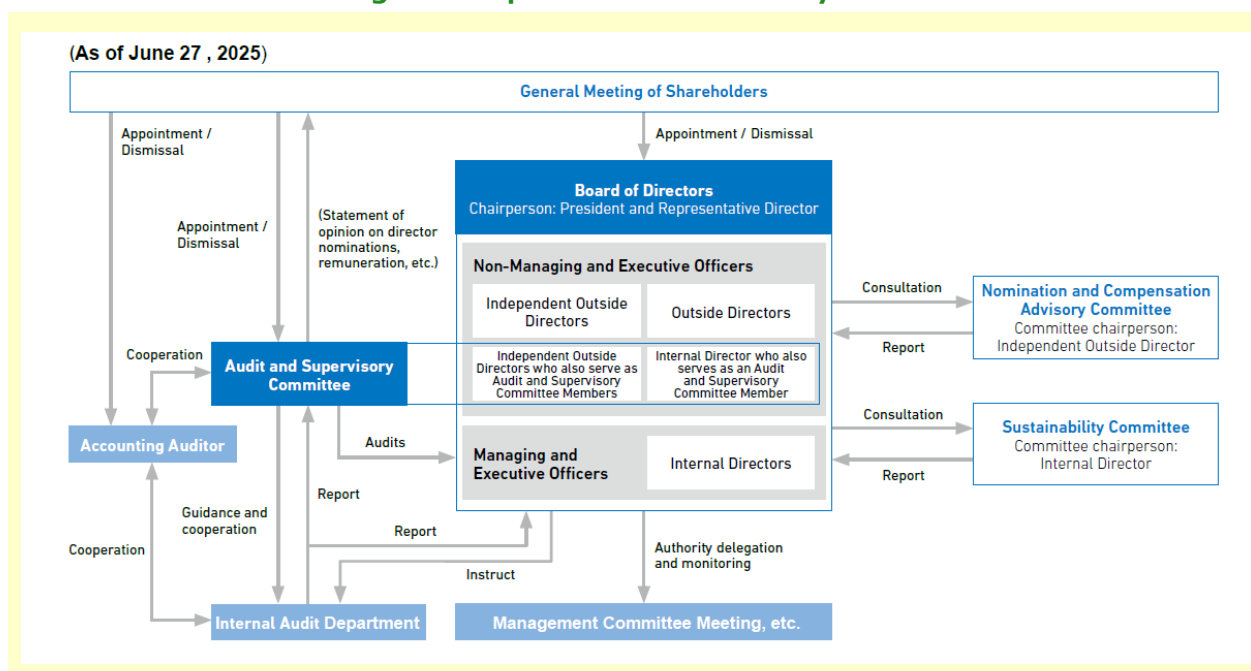 (As of June 27 , 2025)
General Meeting of Shareholders
Appointment /
Dismissal
Appointment /
Dismissal
(Statement of
opinion on director
nominations,
remuneration, etc.)
Appointment / Dismissal
Board of Directors
Chairperson: President and Representative Director
Non-Managing and Executive Officers
Independent Outside
Directors
Outside Directors
Independent Outside
Directors who also serve as
Audit and Supervisory
Committee Members
Internal Director who also
serves as an Audit
and Supervisory
Committee Member
Managing and
Executive Officers
Internal Directors
Consultation
Report
Nomination and Compensation
Advisory Committee
Committee chairperson:
Independent Outside Director
Consultation
Report
Sustainability Committee
Committee chairperson:
Internal Director
Cooperation
Audit and Supervisory
Committee
Accounting Auditor
Audits
Report
Guidance and
cooperation
Cooperation
Report
Instruct
Authority delegation
and monitoring
Internal Audit Department
Management Committee Meeting, etc.